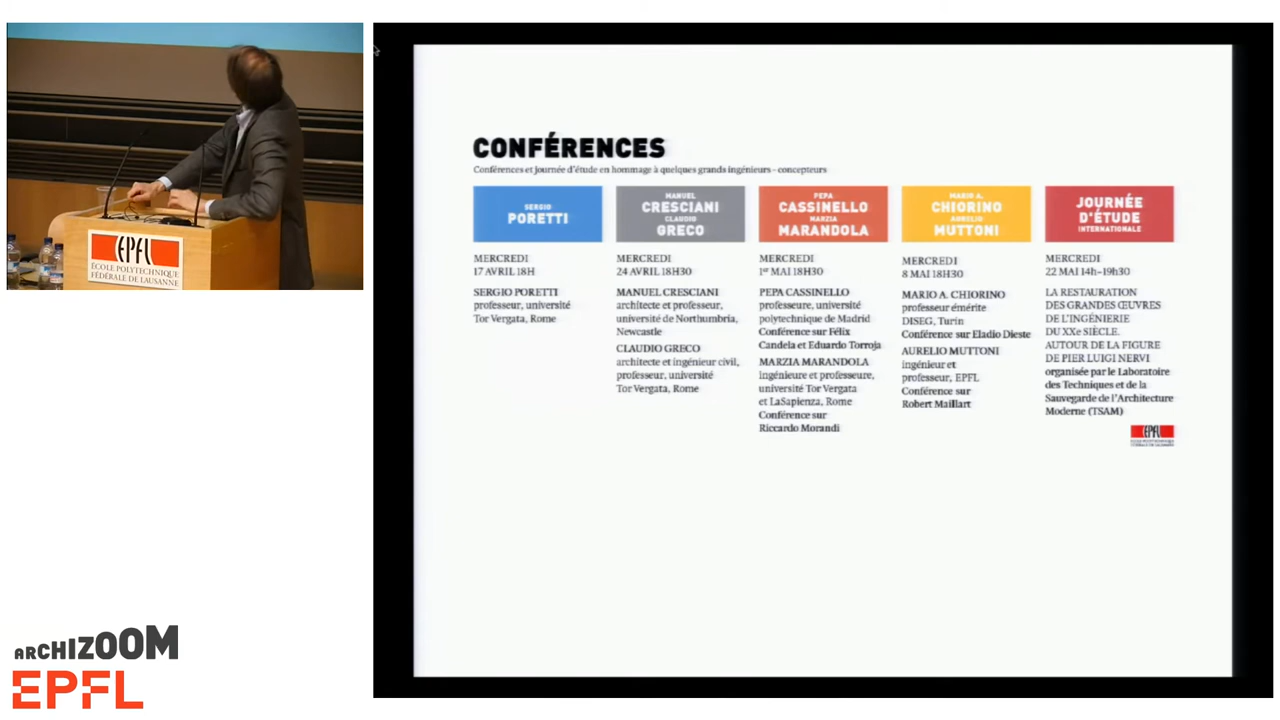 EPFL
ÉCOLE POLYTECHNIQUE
FÉDÉRALE DE LAUSANNE
ARCHIZOOM
EPFL
CONFÉRENCES
Conférences et journée d'étude en hommage à quelques grands ingénieurs - concepteurs
SERGIO
PORETTI
MERCREDI
17 AVRIL 18H
SERGIO PORETTI
professeur, université
Tor Vergata, Rome
MANUEL
CRESCIANI
CLAUDIO
GRECO
MERCREDI
24 AVRIL 18H30
MANUEL CRESCIANI
architecte et professeur,
université de Northumbria,
Newcastle
CLAUDIO GRECO
architecte et ingénieur civil,
professeur, université
Tor Vergata, Rome
PEPA
CASSINELLO
MARZIA
MARANDOLA
MERCREDI
1er MAI 18H30
PEPA CASSINELLO
professeure, université
polytechnique de Madrid
Conférence sur Félix
Candela et Eduardo Torroja
MARZIA MARANDOLA
ingénieure et professeure,
université Tor Vergata
et LaSapienza, Rome
Conférence sur
Riccardo Morandi
MARIO A.
CHIORINO
AURELIO
MUTTONI
MERCREDI
8 MAI 18H30
MARIO A. CHIORINO
professeur émérite
DISEG, Turin
Conférence sur Eladio Dieste
AURELIO MUTTONI
ingénieur et
professeur, EPFL
Conférence sur
Robert Maillart
JOURNÉE
D'ÉTUDE
INTERNATIONALE
MERCREDI
22 MAI 14h-19h30
LA RESTAURATION
DES GRANDES ŒUVRES
DE L'INGÉNIERIE
DU XXe SIÈCLE.
AUTOUR DE LA FIGURE
DE PIER LUIGI NERVI
organisée par le Laboratoire
des Techniques et de la
Sauvegarde de l'Architecture
Moderne (TSAM)
EPFL
ÉCOLE POLYTECHNIQUE
FÉDÉRALE DE LAUSANNE